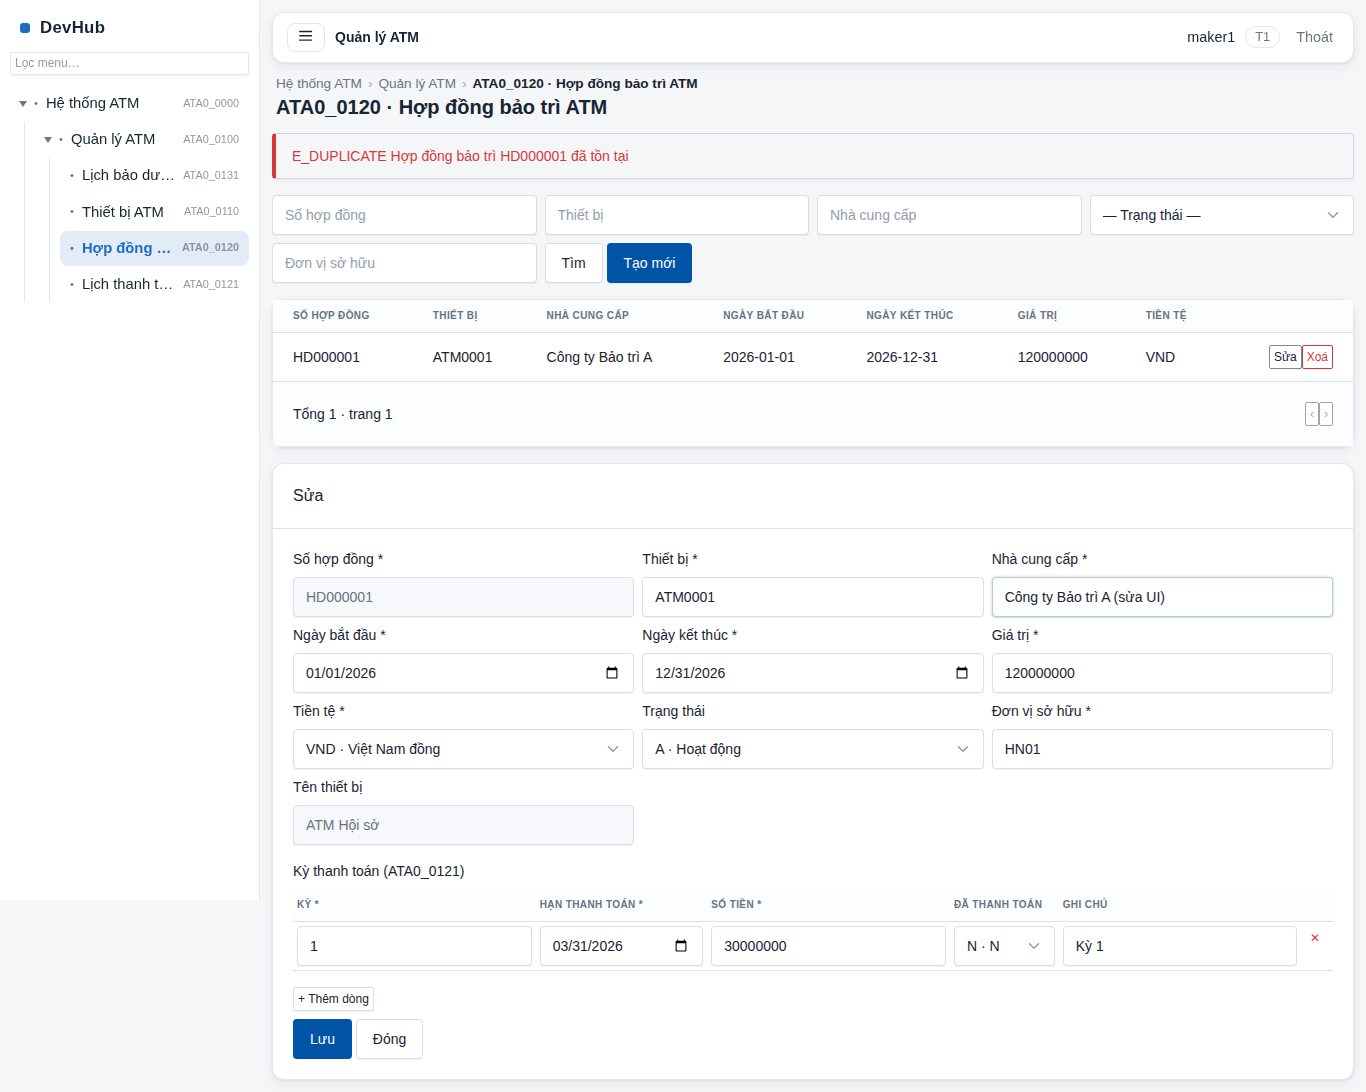 DevHub
Lọc menu…
Hệ thống ATM ATA0_0000
Quản lý ATM ATA0_0100
Lịch bảo dư… ATA0_0131
Thiết bị ATM ATA0_0110
Hợp đồng … ATA0_0120
Lịch thanh t… ATA0_0121
Quản lý ATM
maker1 T1 Thoát
Hệ thống ATM › Quản lý ATM › ATA0_0120 · Hợp đồng bảo trì ATM
ATA0_0120 · Hợp đồng bảo trì ATM
E_DUPLICATE Hợp đồng bảo trì HD000001 đã tồn tại
Số hợp đồng Thiết bị Nhà cung cấp — Trạng thái —
Đơn vị sở hữu Tìm Tạo mới
SỐ HỢP ĐỒNG THIẾT BỊ NHÀ CUNG CẤP NGÀY BẮT ĐẦU NGÀY KẾT THÚC GIÁ TRỊ TIỀN TỆ
HD000001 ATM0001 Công ty Bảo trì A 2026-01-01 2026-12-31 120000000 VND Sửa Xoá
Tổng 1 · trang 1 ‹ ›
Sửa
Số hợp đồng * Thiết bị * Nhà cung cấp *
HD000001 ATM0001 Công ty Bảo trì A (sửa UI)
Ngày bắt đầu * Ngày kết thúc * Giá trị *
01/01/2026 12/31/2026 120000000
Tiền tệ * Trạng thái Đơn vị sở hữu *
VND · Việt Nam đồng A · Hoạt động HN01
Tên thiết bị
ATM Hội sở
Kỳ thanh toán (ATA0_0121)
KỲ * HẠN THANH TOÁN * SỐ TIỀN * ĐÃ THANH TOÁN GHI CHÚ
1 03/31/2026 30000000 N · N Kỳ 1 ×
+ Thêm dòng
Lưu Đóng